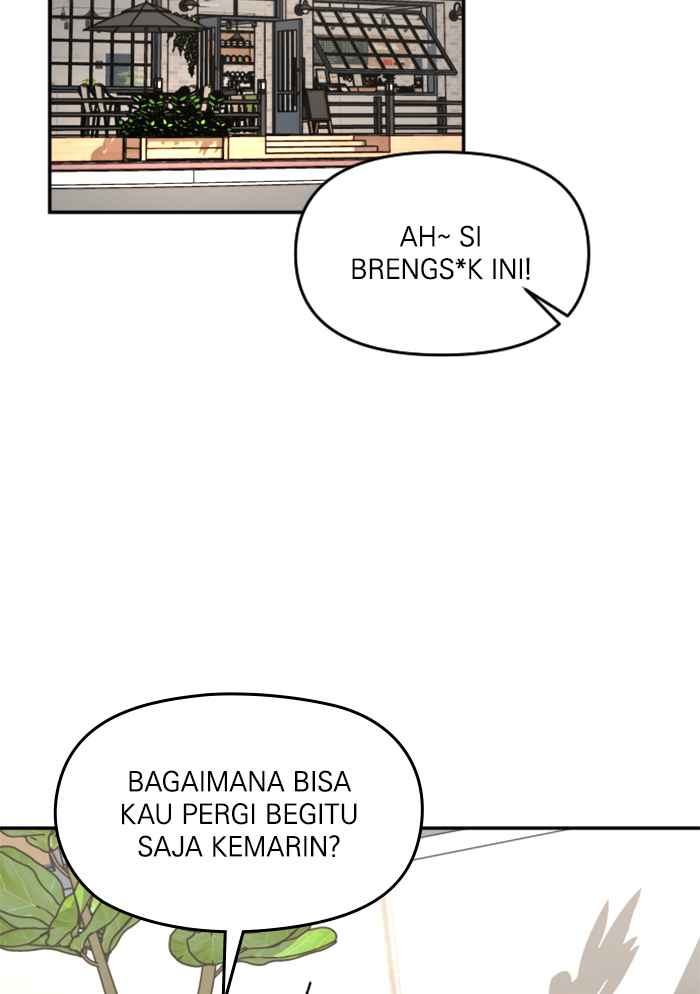 AH~ SI
BRENGS*K INI!
BAGAIMANA BISA
KAU PERGI BEGITU
SAJA KEMARIN?